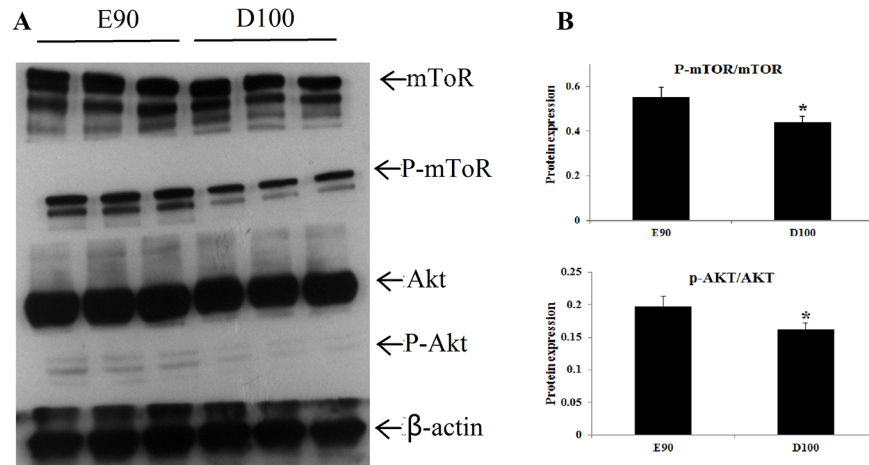 A
E90
D100
mToR
P-mToR
Akt
P-Akt
β-actin
B
P-mTOR/mTOR
Protein expression
0.6
0.4
0.2
0
*
E90
D100
p-AKT/AKT
Protein expression
0.25
0.2
0.15
0.1
0.05
0
*
E90
D100